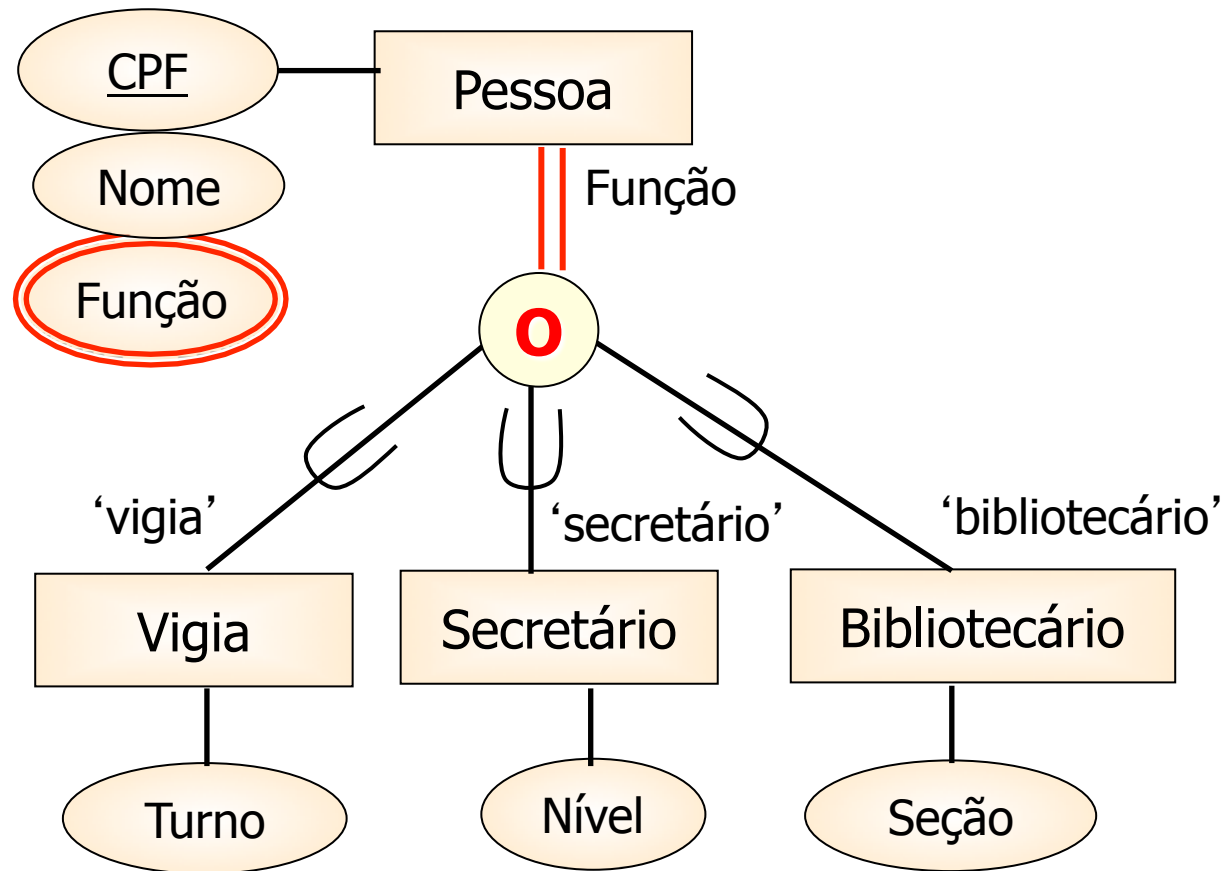 CPF
Pessoa
Nome
Função
Função
O
‘vigia’
‘secretário’
‘bibliotecário’
Vigia
Secretário
Bibliotecário
Turno
Nível
Seção